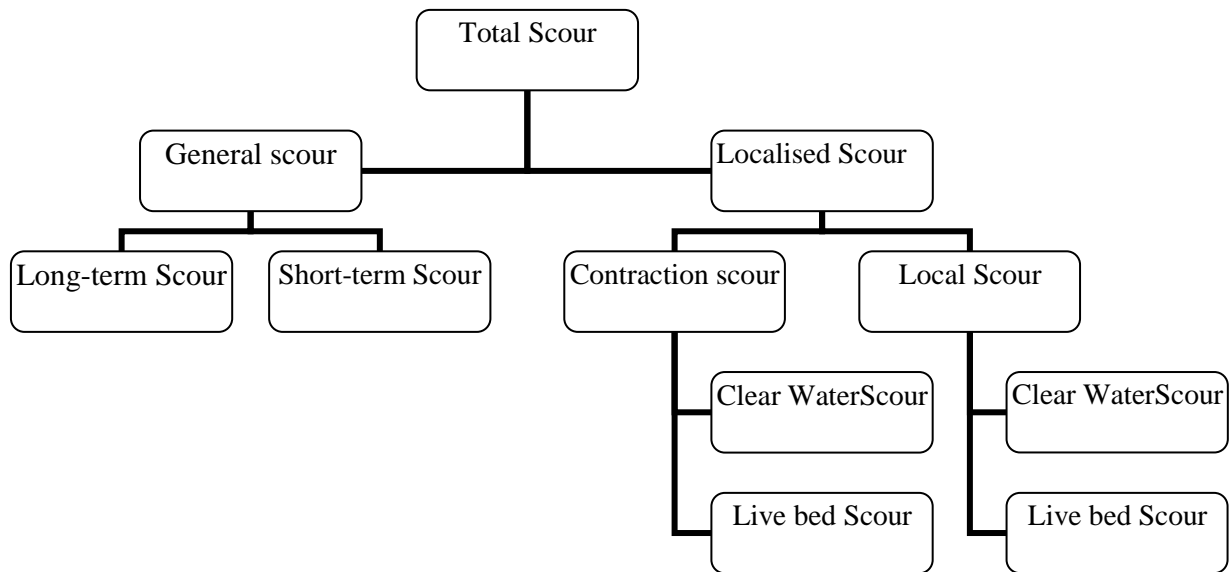 Total Scour
General scour
Localised Scour
Long-term Scour
Short-term Scour
Contraction scour
Local Scour
Clear WaterScour
Clear WaterScour
Live bed Scour
Live bed Scour